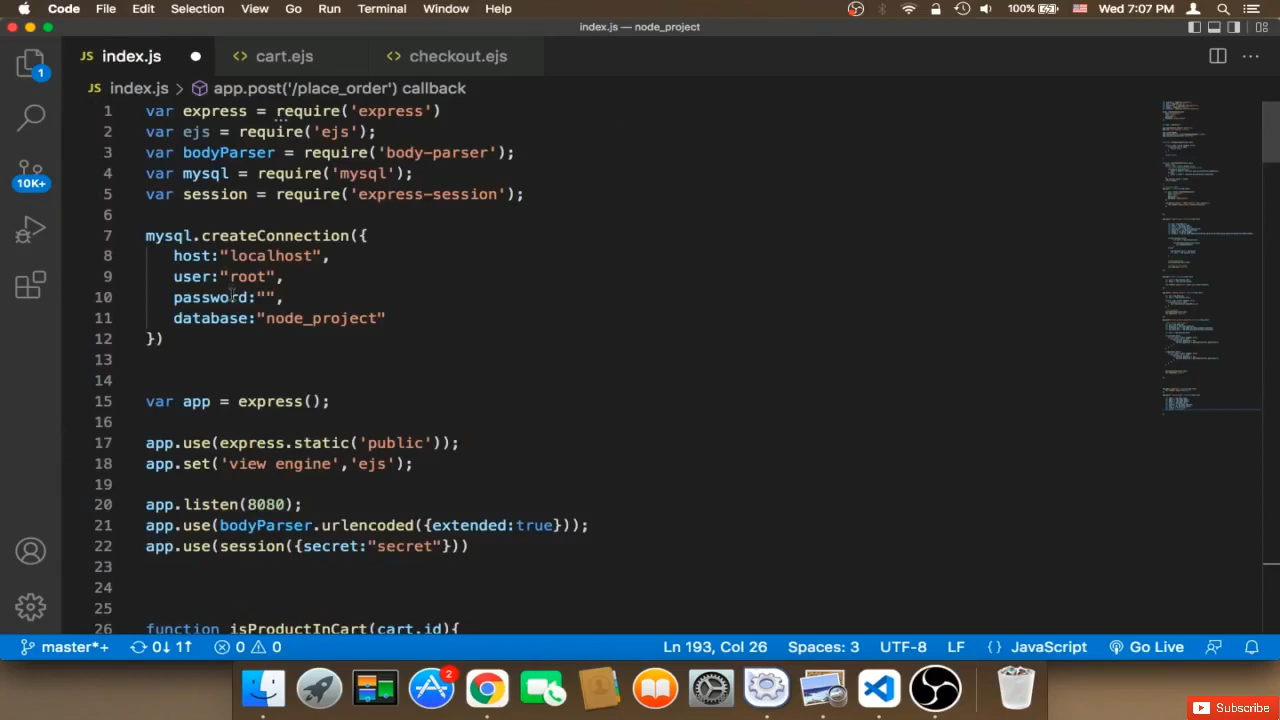 Code File Edit Selection View Go Run Terminal Window Help 100% Wed 7:07 PM
index.js — node_project
JS index.js <> cart.ejs <> checkout.ejs
JS index.js > app.post('/place_order') callback
1 var express = require('express')
2 var ejs = require('ejs');
3 var bodyParser = require('body-parser');
4 var mysql = require('mysql');
5 var session = require('express-session');
6
7 mysql.createConnection({
8 host:"localhost",
9 user:"root",
10 password:"",
11 database:"node_project"
12 })
13
14
15 var app = express();
16
17 app.use(express.static('public'));
18 app.set('view engine','ejs');
19
20 app.listen(8080);
21 app.use(bodyParser.urlencoded({extended:true}));
22 app.use(session({secret:"secret"}))
23
24
25
26 function isProductInCart(cart,id){
1
10K+
master*+ 0↓ 1↑ 0 0 Ln 193, Col 26 Spaces: 3 UTF-8 LF {} JavaScript Go Live
2
Subscribe